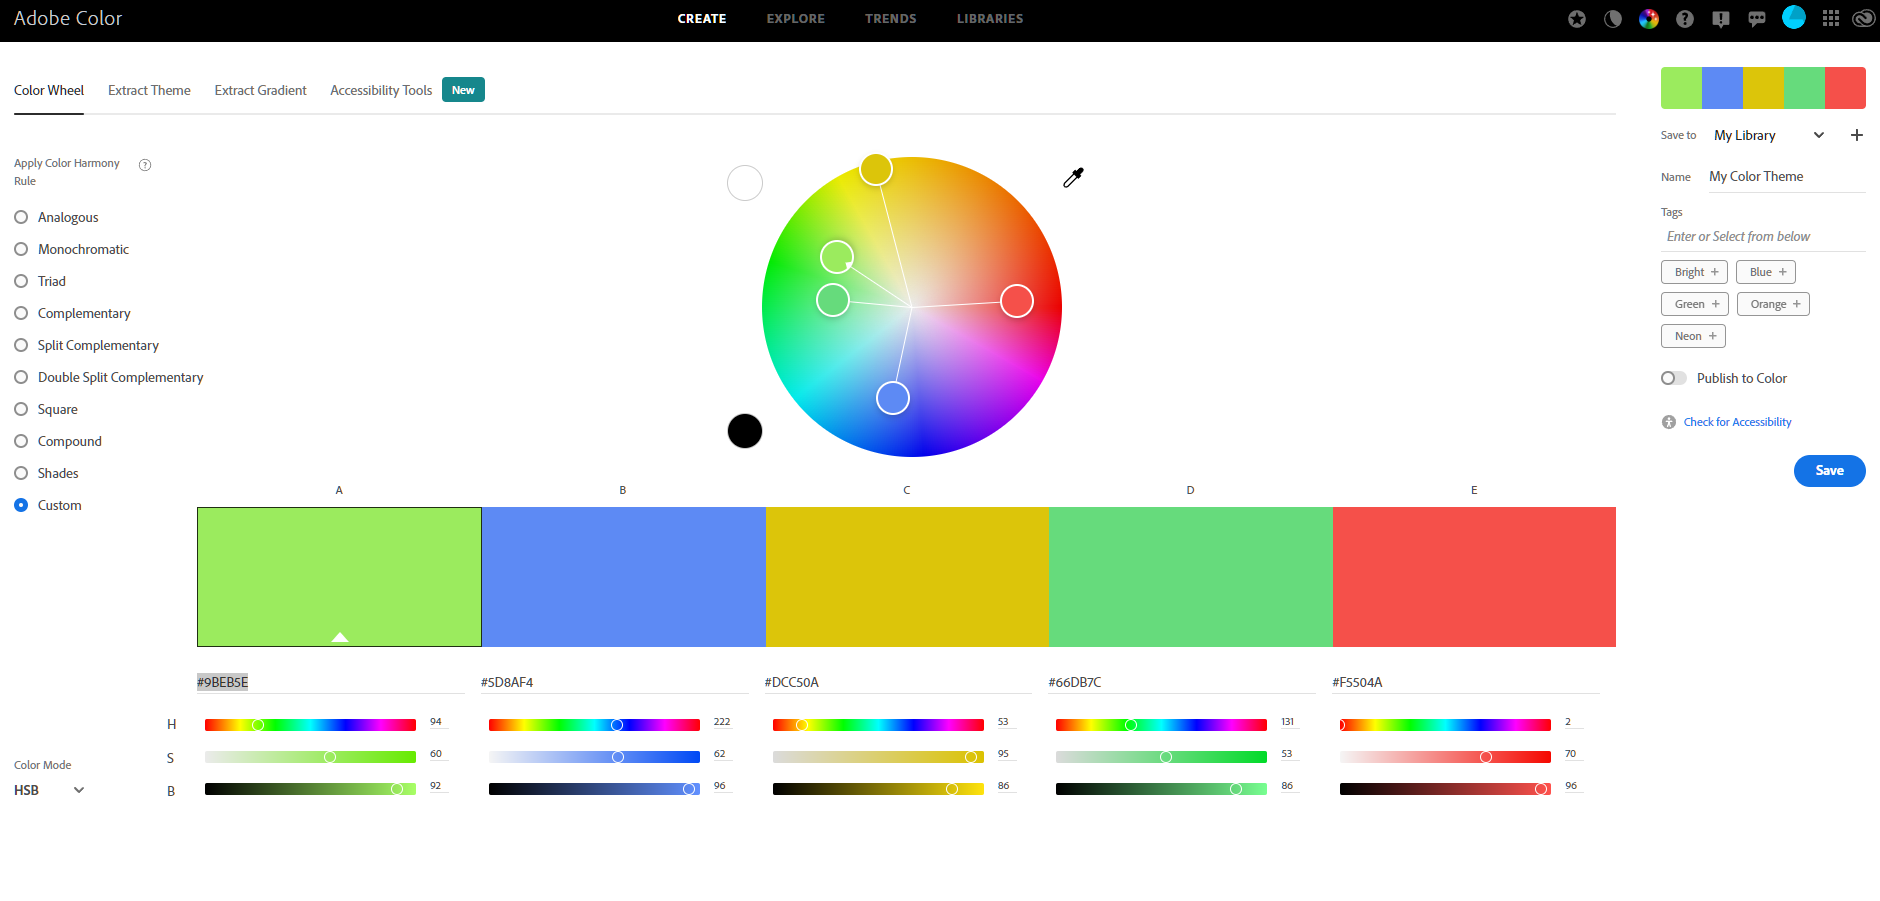 Adobe Color
CREATE EXPLORE TRENDS LIBRARIES
Color Wheel Extract Theme Extract Gradient Accessibility Tools New
Apply Color Harmony
Rule
?
Analogous
Monochromatic
Triad
Complementary
Split Complementary
Double Split Complementary
Square
Compound
Shades
Custom
A B C D E
#9BEB5E #5D8AF4 #DCC50A #66DB7C #F5504A
H 94 222 53 131 2
S 60 62 95 53 70
B 92 96 86 86 96
Color Mode
HSB
Save to My Library +
Name My Color Theme
Tags
Enter or Select from below
Bright + Blue +
Green + Orange +
Neon +
Publish to Color
Check for Accessibility
Save